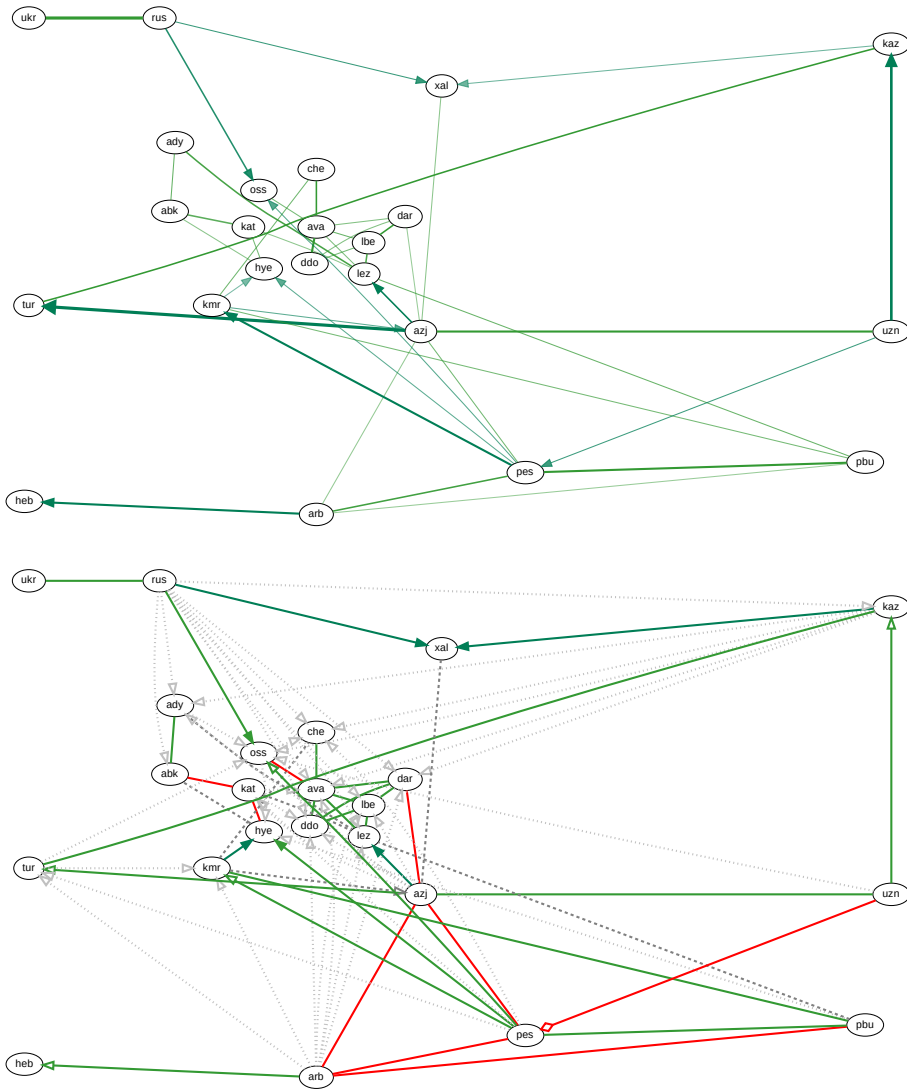 ukr
rus
kaz
xal
ady
che
oss
abk
dar
kat
ava
lbe
ddo
hye
lez
tur
kmr
azj
uzn
pes
pbu
heb
arb
ukr
rus
kaz
xal
ady
che
oss
abk
dar
kat
ava
lbe
ddo
hye
lez
tur
kmr
azj
uzn
pes
pbu
heb
arb